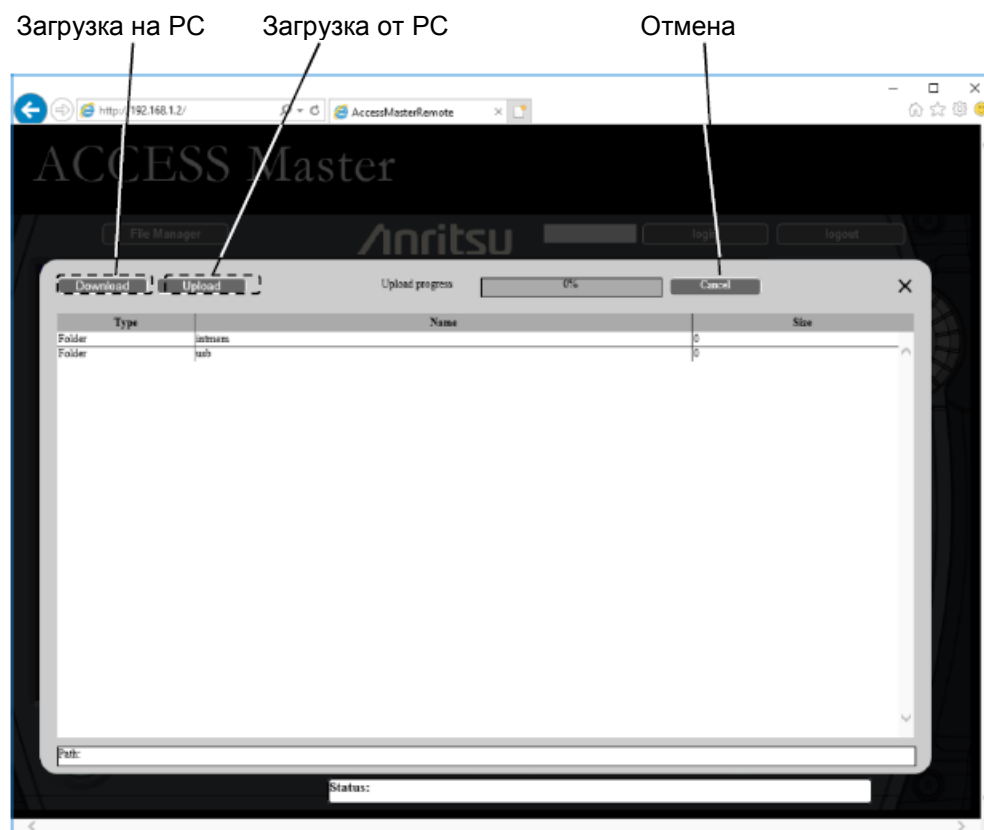 Загрузка на PC Загрузка от PC Отмена
http://192.168.1.2/ AccessMasterRemote
ACCESS Master
File Manager Anritsu login logout
Download Upload Upload progress 0% Cancel
Type Name Size
Folder intmem 0
Folder usb 0
Path:
Status: